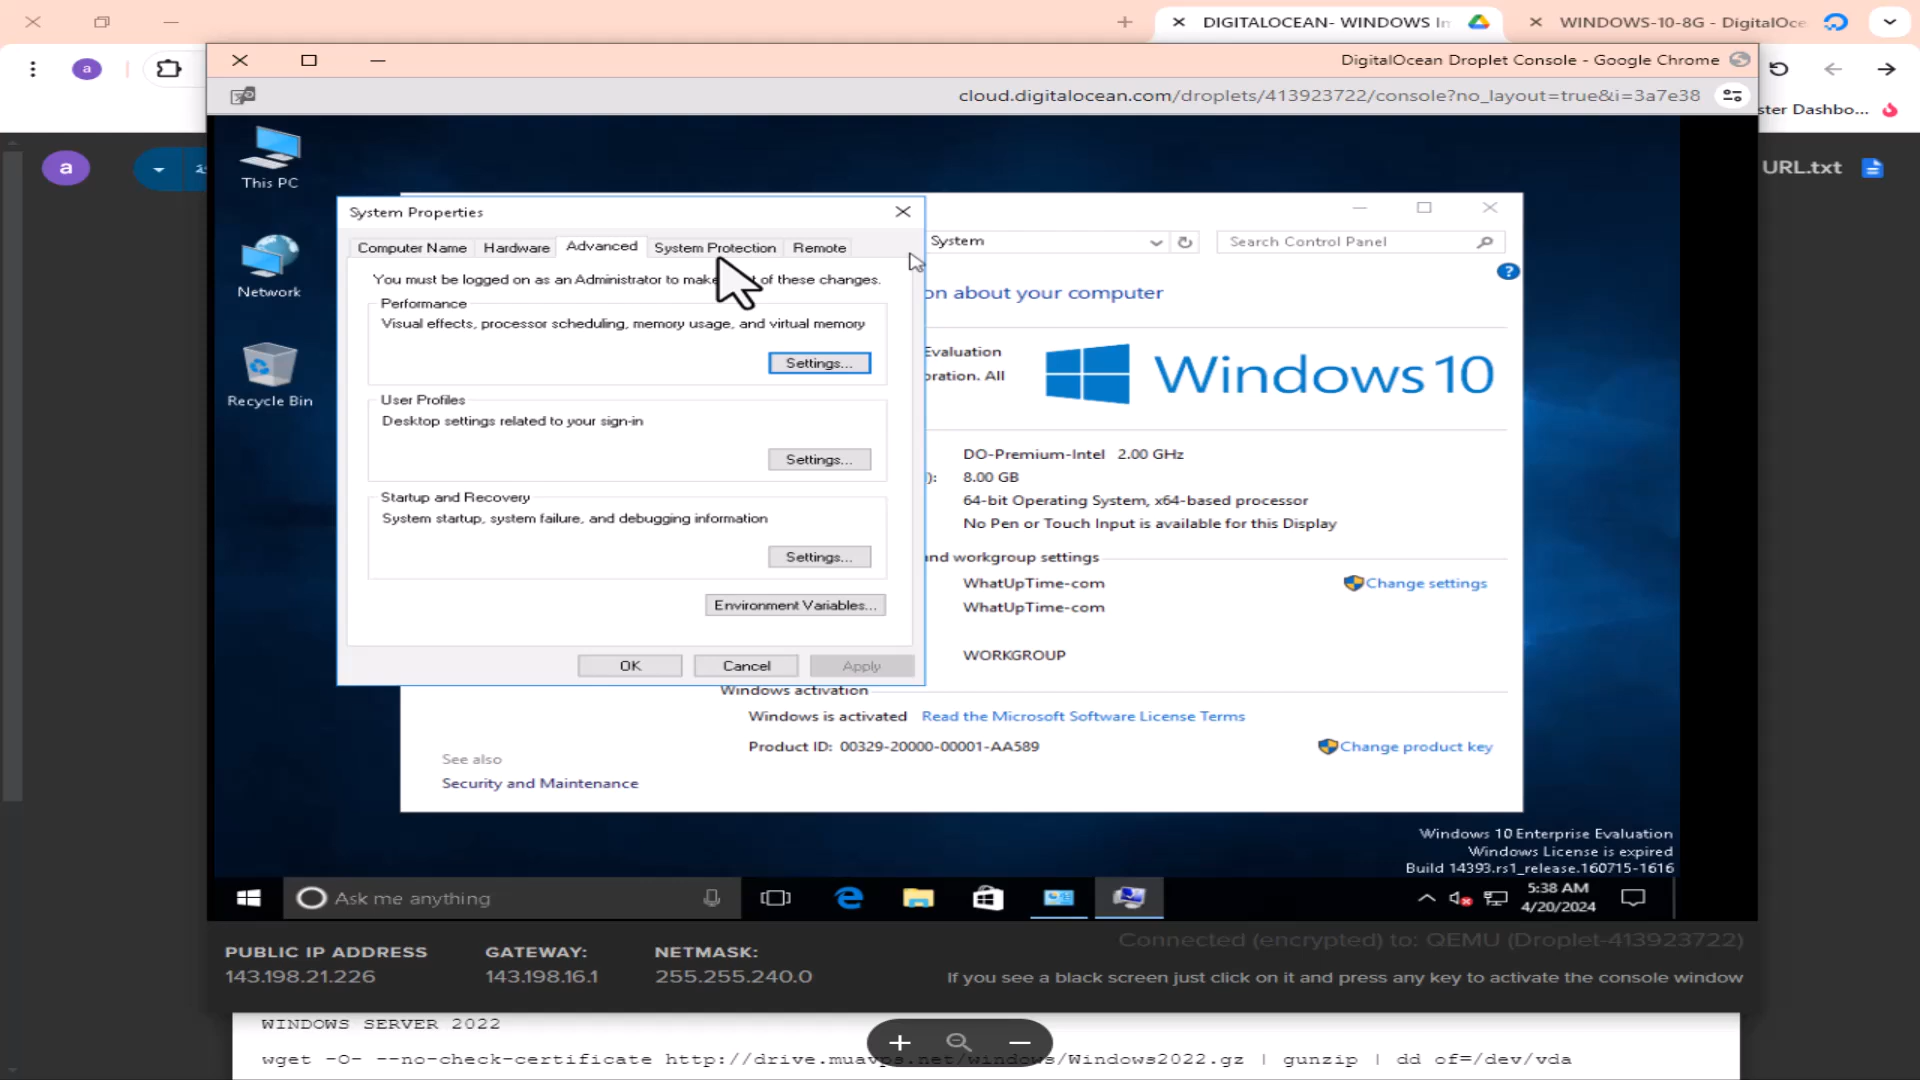 DIGITALOCEAN- WINDOWS
WINDOWS-10-8G - DigitalOce
DigitalOcean Droplet Console - Google Chrome
a
cloud.digitalocean.com/droplets/413923722/console?no_layout=true&i=3a7e38
ster Dashbo...
a
URL.txt
This PC
Network
Recycle Bin
System Properties
Computer Name
Hardware
Advanced
System Protection
Remote
You must be logged on as an Administrator to make of these changes.
Performance
Visual effects, processor scheduling, memory usage, and virtual memory
Settings...
User Profiles
Desktop settings related to your sign-in
Settings...
Startup and Recovery
System startup, system failure, and debugging information
Settings...
Environment Variables...
OK
Cancel
Apply
System
Search Control Panel
on about your computer
Evaluation
oration. All
Windows 10
DO-Premium-Intel 2.00 GHz
): 8.00 GB
64-bit Operating System, x64-based processor
No Pen or Touch Input is available for this Display
nd workgroup settings
WhatUpTime-com
Change settings
WhatUpTime-com
WORKGROUP
Windows activation
Windows is activated Read the Microsoft Software License Terms
Product ID: 00329-20000-00001-AA589
Change product key
See also
Security and Maintenance
Windows 10 Enterprise Evaluation
Windows License is expired
Build 14393.rs1_release.160715-1616
Ask me anything
5:38 AM
4/20/2024
PUBLIC IP ADDRESS
143.198.21.226
GATEWAY:
143.198.16.1
NETMASK:
255.255.240.0
Connected (encrypted) to: QEMU (Droplet-413923722)
If you see a black screen just click on it and press any key to activate the console window
WINDOWS SERVER 2022
wget -O- --no-check-certificate http://drive.muavps.net/windows/Windows2022.gz | gunzip | dd of=/dev/vda